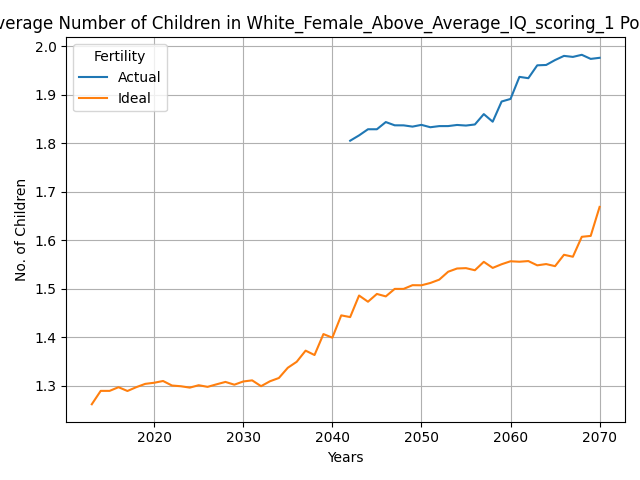 verage Number of Children in White_Female_Above_Average_IQ_scoring_1 Po
Fertility
Actual
Ideal
No. of Children
2.0
1.9
1.8
1.7
1.6
1.5
1.4
1.3
2020 2030 2040 2050 2060 2070
Years